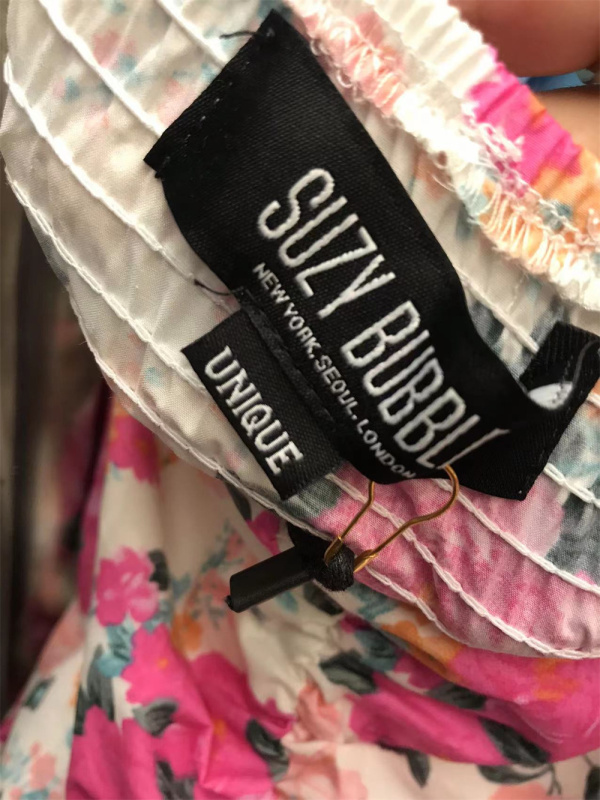 SUZY BUBBL
NEW YORK. SEOUL. LONDON
UNIQUE